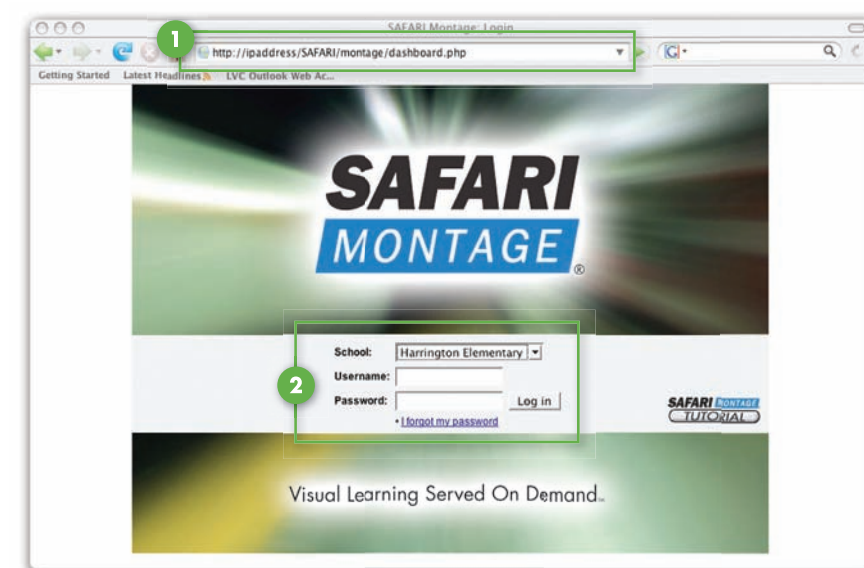 SAFARI Montage: Login
1
http://ipaddress/SAFARI/montage/dashboard.php
G
Getting Started Latest Headlines LVC Outlook Web Ac...
SAFARI
MONTAGE®
2
School: Harrington Elementary
Username:
Password: Log in
• I forgot my password
SAFARI MONTAGE
TUTORIAL
Visual Learning Served On Demand™